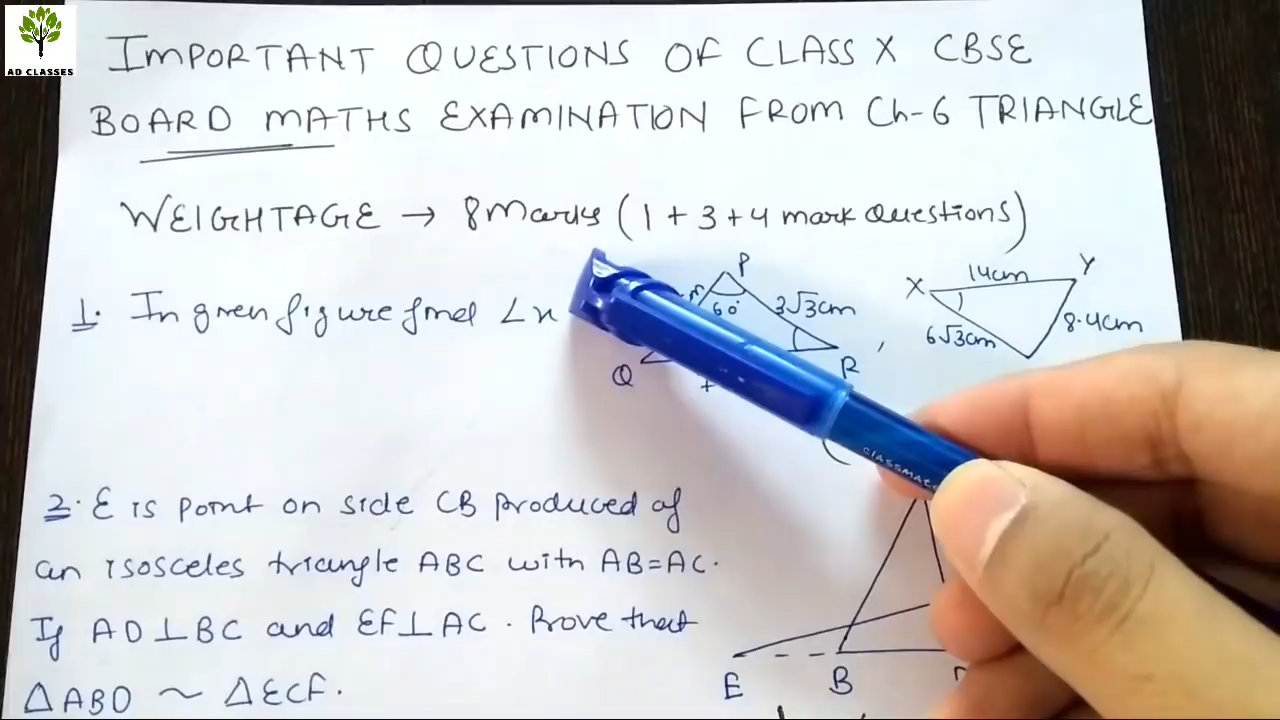 AD CLASSES
IMPORTANT QUESTIONS OF CLASS X CBSE
BOARD MATHS EXAMINATION FROM Ch-6 TRIANGLE
WEIGHTAGE → 8 Marks (1 + 3 + 4 mark Questions)
1. In given figure find ∠x
P
60°
3√3cm
Q
R
,
X
14cm
Y
6√3cm
8.4cm
CLASSMATE
2. E is point on side CB produced of
an isosceles triangle ABC with AB=AC.
If AD⊥BC and EF⊥AC. Prove that
△ABD ~ △ECF.
E
B